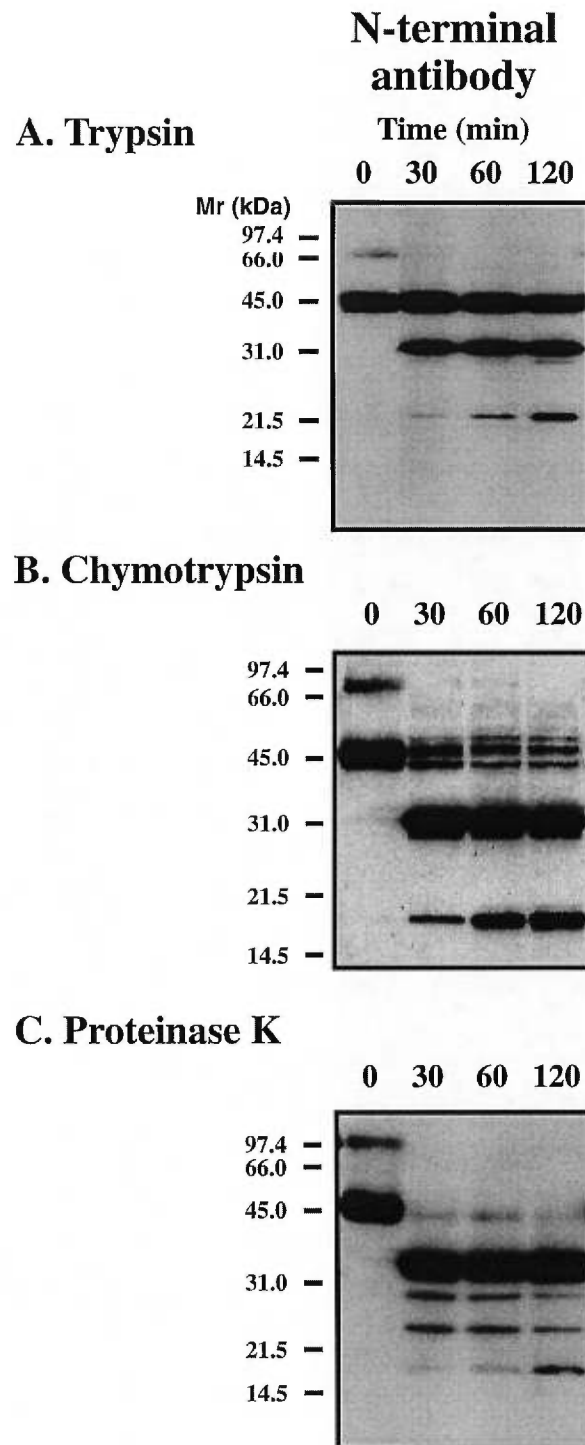 N-terminal
antibody
A. Trypsin
Time (min)
0 30 60 120
Mr (kDa)
97.4
66.0
45.0
31.0
21.5
14.5
B. Chymotrypsin
0 30 60 120
97.4
66.0
45.0
31.0
21.5
14.5
C. Proteinase K
0 30 60 120
97.4
66.0
45.0
31.0
21.5
14.5